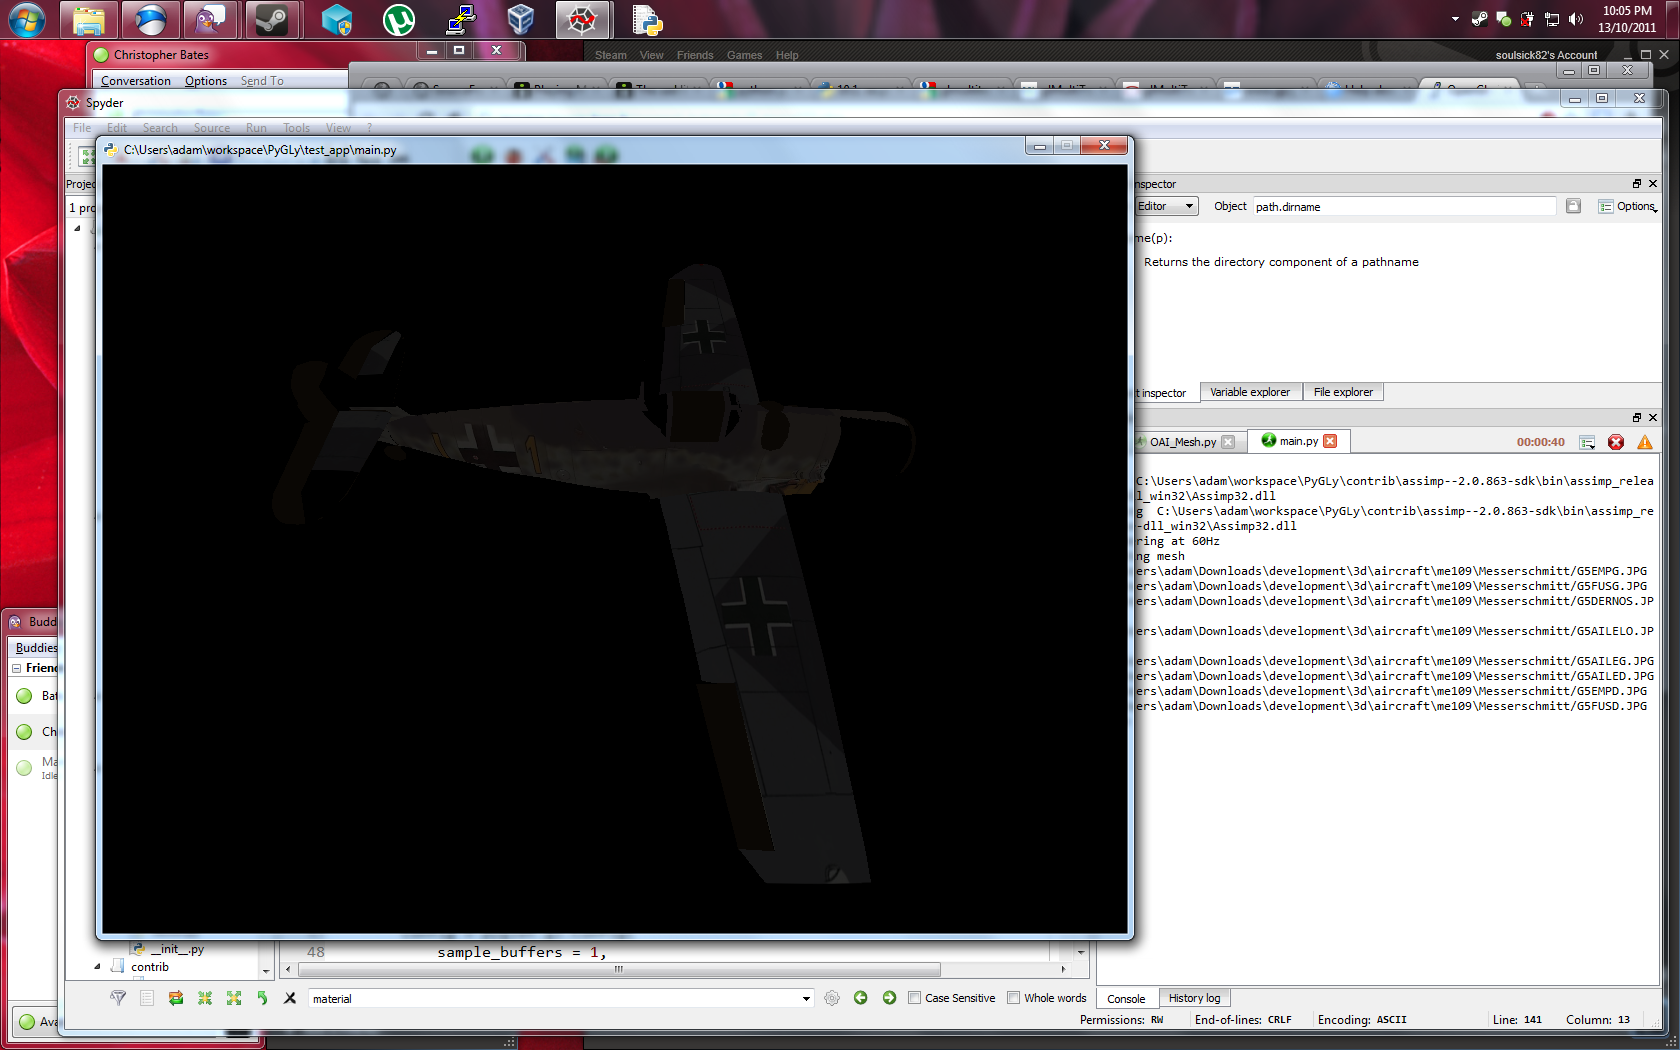 10:05 PM
13/10/2011
Christopher Bates
Conversation Options Send To
Steam View Friends Games Help
soulsick82's Account
Spyder
File Edit Search Source Run Tools View ?
C:\Users\adam\workspace\PyGLy\test_app\main.py
Projec
1 pro
nspector
Editor Object path.dirname Options
me(p):
Returns the directory component of a pathname
t inspector Variable explorer File explorer
OAI_Mesh.py main.py 00:00:40
C:\Users\adam\workspace\PyGLy\contrib\assimp--2.0.863-sdk\bin\assimp_relea
l_win32\Assimp32.dll
g C:\Users\adam\workspace\PyGLy\contrib\assimp--2.0.863-sdk\bin\assimp_re
-dll_win32\Assimp32.dll
ring at 60Hz
ng mesh
ers\adam\Downloads\development\3d\aircraft\me109\Messerschmitt/G5EMPG.JPG
ers\adam\Downloads\development\3d\aircraft\me109\Messerschmitt/G5FUSG.JPG
ers\adam\Downloads\development\3d\aircraft\me109\Messerschmitt/G5DERNOS.JP
ers\adam\Downloads\development\3d\aircraft\me109\Messerschmitt/G5AILELO.JP
ers\adam\Downloads\development\3d\aircraft\me109\Messerschmitt/G5AILEG.JPG
ers\adam\Downloads\development\3d\aircraft\me109\Messerschmitt/G5AILED.JPG
ers\adam\Downloads\development\3d\aircraft\me109\Messerschmitt/G5EMPD.JPG
ers\adam\Downloads\development\3d\aircraft\me109\Messerschmitt/G5FUSD.JPG
Budd
Buddies
Frien
Bat
Ch
Ma
Idle
Ava
1
__init__.py
contrib
48 sample_buffers = 1,
material Case Sensitive Whole words
Console History log
Permissions: RW End-of-lines: CRLF Encoding: ASCII Line: 141 Column: 13